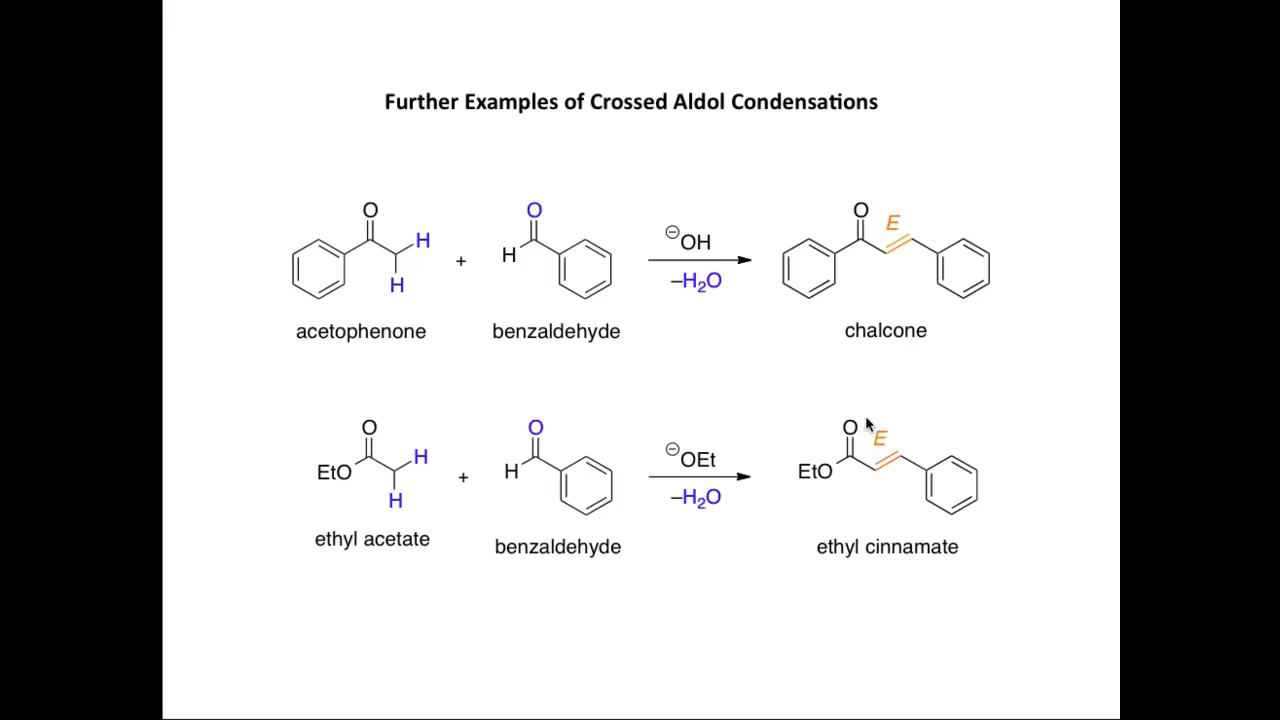 Further Examples of Crossed Aldol Condensations
O
H
H
+
O
H
⊖OH
–H₂O
O
E
acetophenone
benzaldehyde
chalcone
O
EtO
H
H
+
O
H
⊖OEt
–H₂O
O
E
EtO
ethyl acetate
benzaldehyde
ethyl cinnamate